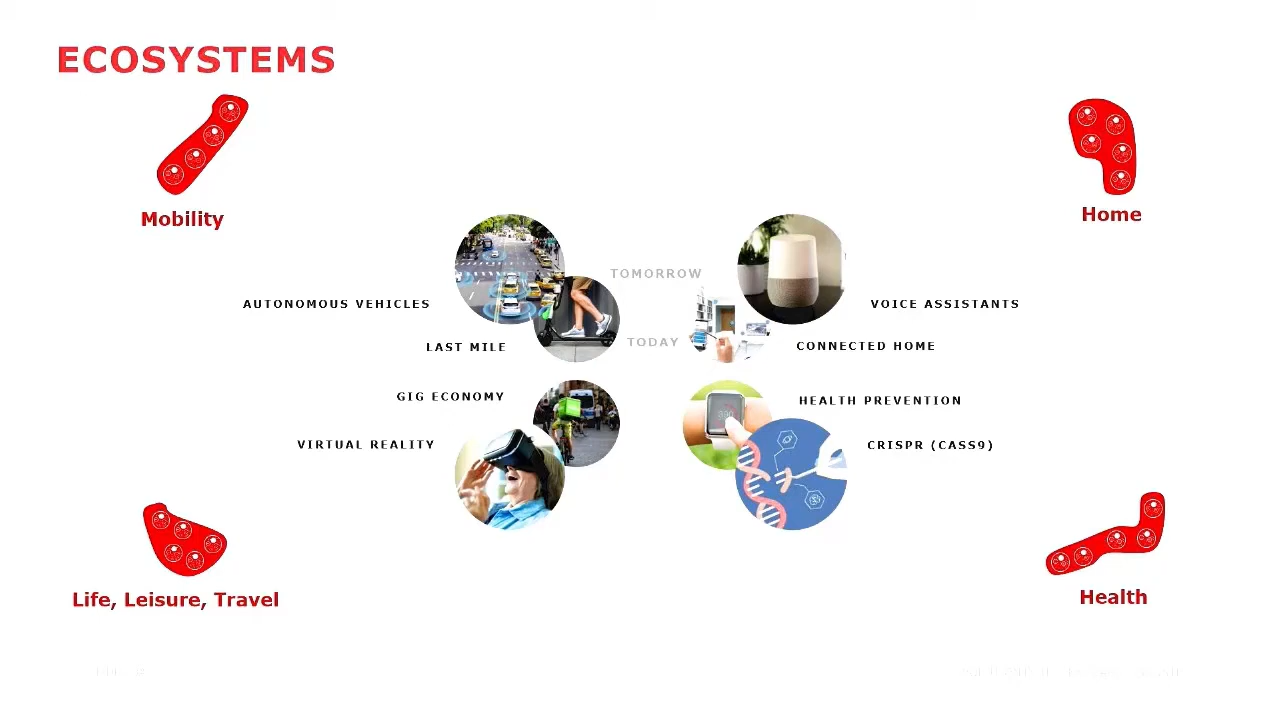 ECOSYSTEMS
Mobility
Home
TOMORROW
AUTONOMOUS VEHICLES
VOICE ASSISTANTS
LAST MILE
TODAY
CONNECTED HOME
GIG ECONOMY
HEALTH PREVENTION
VIRTUAL REALITY
CRISPR (CASS9)
Life, Leisure, Travel
Health